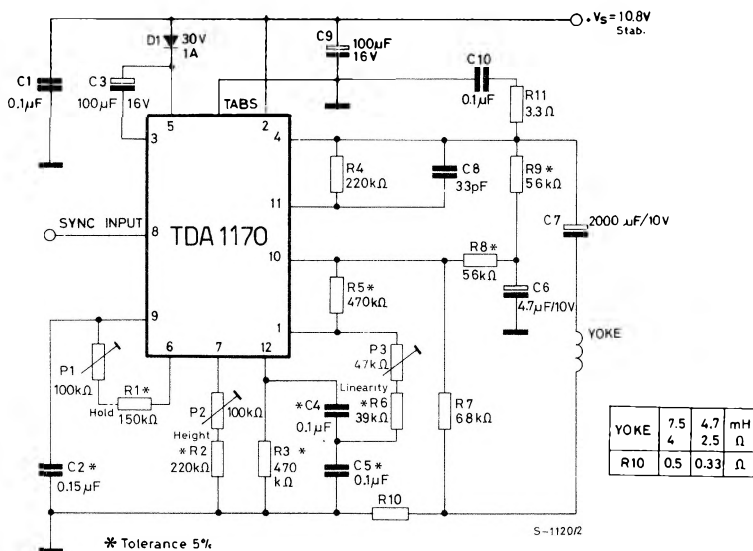 +Vs = 10.8V
Stab.
D1
30V
1A
C9
100µF
16V
C10
0.1µF
C1
0.1µF
C3
100µF 16V
R11
3.3Ω
TABS
5
2
3
4
R4
220kΩ
C8
33pF
R9*
56kΩ
11
C7
2000 µF/10V
SYNC INPUT
8
TDA 1170
10
R8*
56kΩ
R5*
470kΩ
C6
4.7µF/10V
YOKE
9
1
6
7
12
P1
100kΩ
R1*
150kΩ
Hold
P2
100kΩ
Height
*R2
220kΩ
R3 *
470
kΩ
P3
47kΩ
Linearity
*R6
39kΩ
*C4
0.1µF
C5*
0.1µF
R7
68kΩ
C2 *
0.15µF
R10
YOKE 7.5 4.7 mH
4 2.5 Ω
R10 0.5 0.33 Ω
S-1120/2
* Tolerance 5%